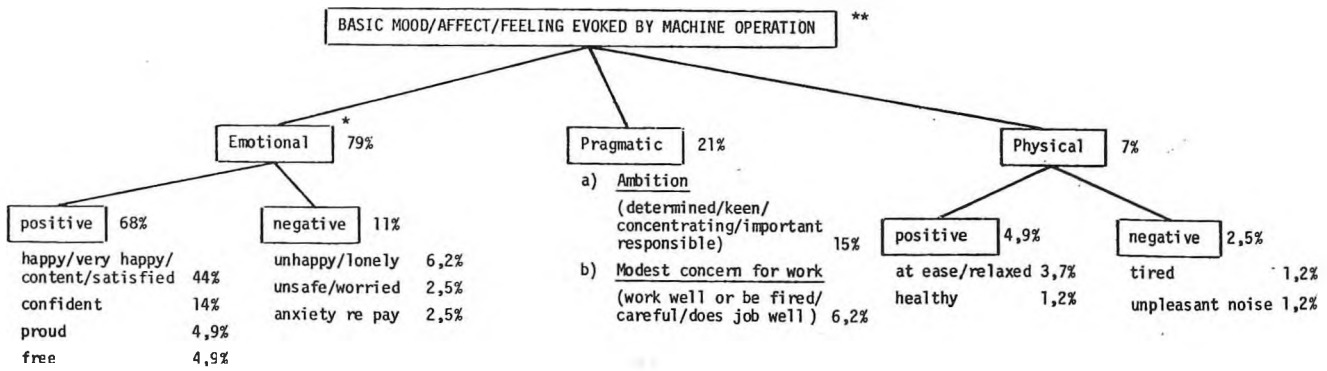 BASIC MOOD/AFFECT/FEELING EVOKED BY MACHINE OPERATION **
Emotional * 79%
positive 68%
happy/very happy/
content/satisfied 44%
confident 14%
proud 4,9%
free 4,9%
negative 11%
unhappy/lonely 6,2%
unsafe/worried 2,5%
anxiety re pay 2,5%
Pragmatic 21%
a) Ambition
(determined/keen/
concentrating/important
responsible) 15%
b) Modest concern for work
(work well or be fired/
careful/does job well) 6,2%
Physical 7%
positive 4,9%
at ease/relaxed 3,7%
healthy 1,2%
negative 2,5%
tired 1,2%
unpleasant noise 1,2%